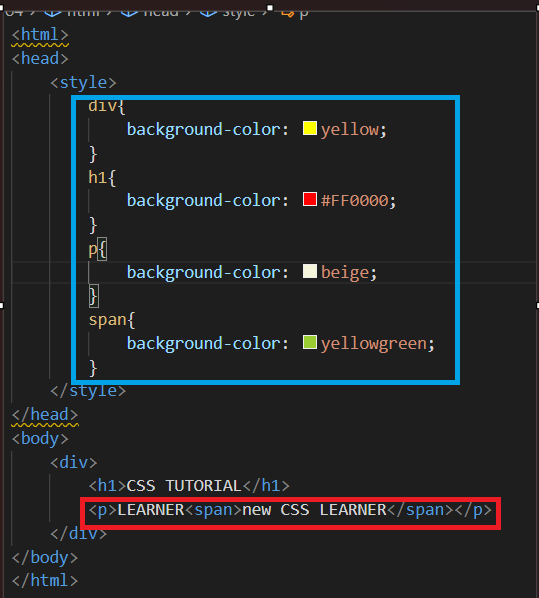 04 > html > head > style > p
<html>
<head>
    <style>
        div{
            background-color: yellow;
        }
        h1{
            background-color: #FF0000;
        }
        p{
            background-color: beige;
        }
        span{
            background-color: yellowgreen;
        }
    </style>
</head>
<body>
    <div>
        <h1>CSS TUTORIAL</h1>
        <p>LEARNER<span>new CSS LEARNER</span></p>
    </div>
</body>
</html>